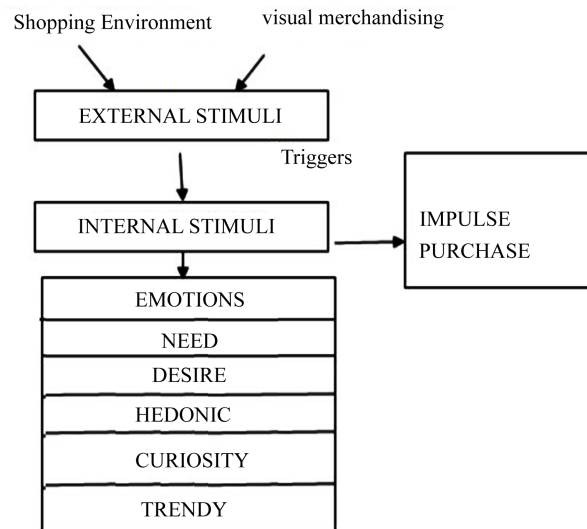 Shopping Environment
visual merchandising
EXTERNAL STIMULI
Triggers
INTERNAL STIMULI
IMPULSE
PURCHASE
EMOTIONS
NEED
DESIRE
HEDONIC
CURIOSITY
TRENDY